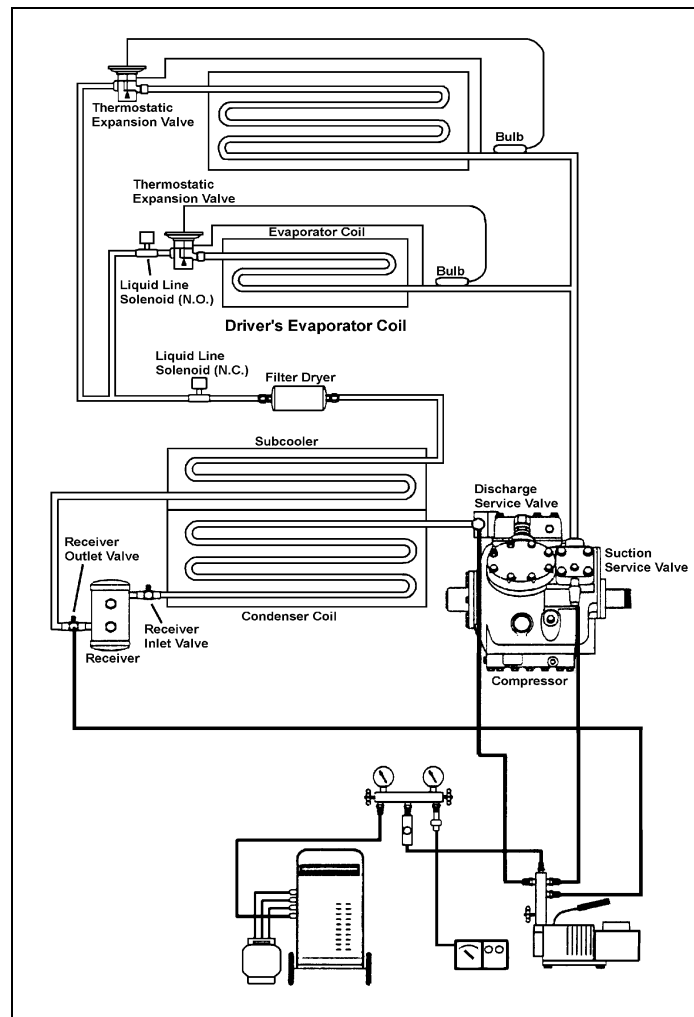 Thermostatic
Expansion Valve
Bulb
Thermostatic
Expansion Valve
Evaporator Coil
Bulb
Liquid Line
Solenoid (N.O.)
Driver's Evaporator Coil
Liquid Line
Solenoid (N.C.)
Filter Dryer
Subcooler
Discharge
Service Valve
Receiver
Outlet Valve
Suction
Service Valve
Condenser Coil
Receiver
Inlet Valve
Receiver
Compressor